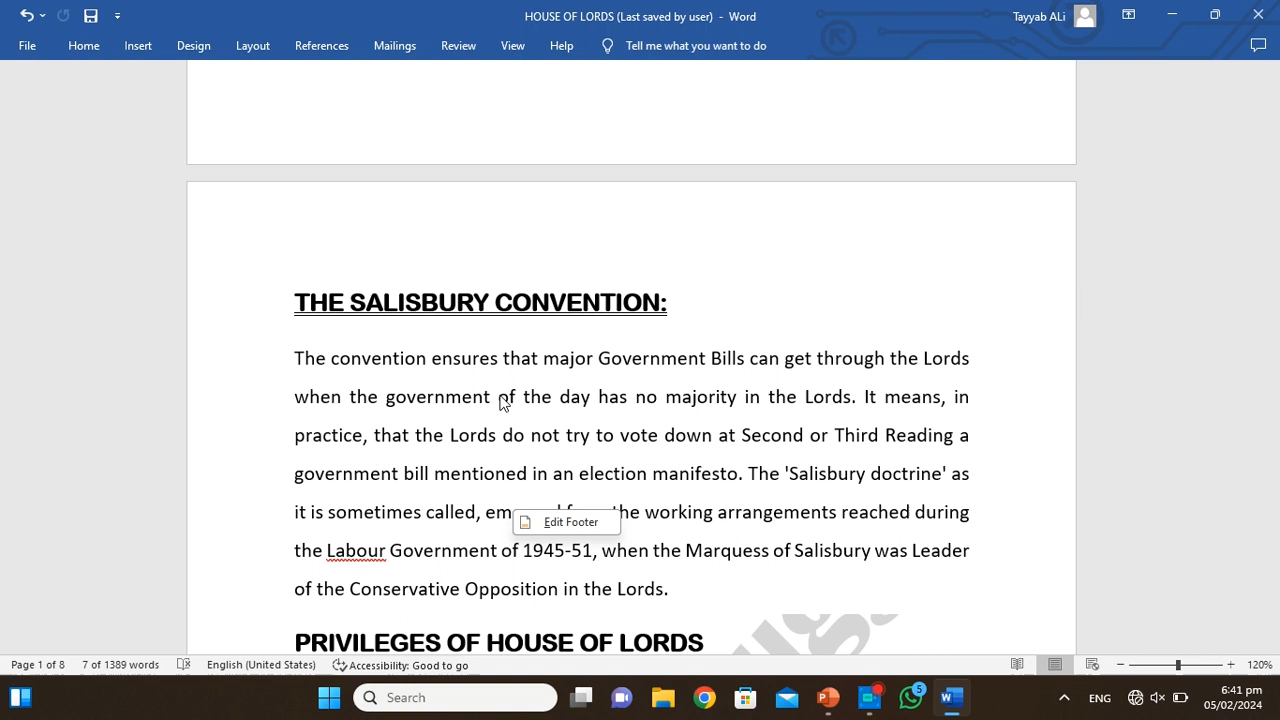 HOUSE OF LORDS (Last saved by user) - Word
Tayyab ALi
File Home Insert Design Layout References Mailings Review View Help Tell me what you want to do
THE SALISBURY CONVENTION:
The convention ensures that major Government Bills can get through the Lords
when the government of the day has no majority in the Lords. It means, in
practice, that the Lords do not try to vote down at Second or Third Reading a
government bill mentioned in an election manifesto. The 'Salisbury doctrine' as
it is sometimes called, the working arrangements reached during
Edit Footer
the Labour Government of 1945-51, when the Marquess of Salisbury was Leader
of the Conservative Opposition in the Lords.
PRIVILEGES OF HOUSE OF LORDS
Page 1 of 8 7 of 1389 words English (United States) Accessibility: Good to go 120%
Search 5 ENG 6:41 pm
05/02/2024